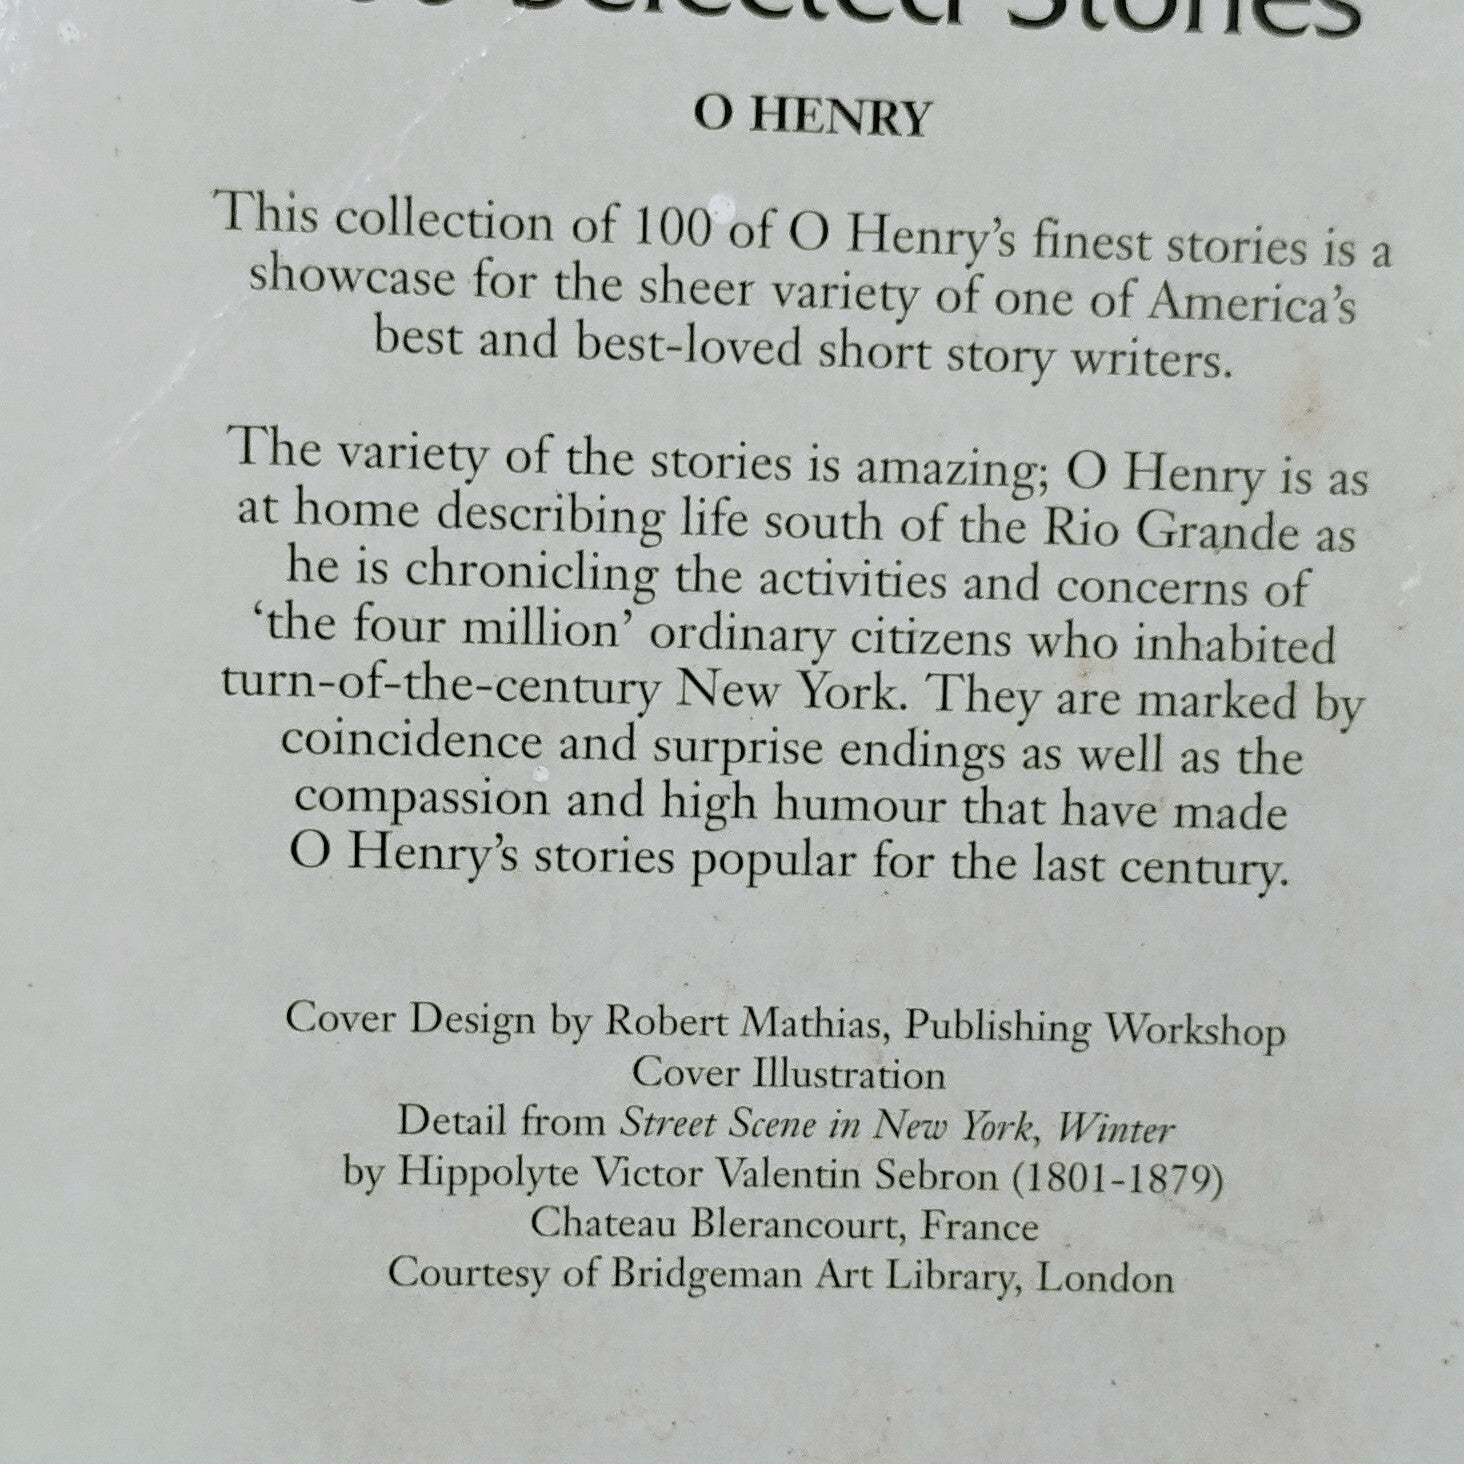 Selected Stories
O HENRY
This collection of 100 of O Henry's finest stories is a
showcase for the sheer variety of one of America's
best and best-loved short story writers.
The variety of the stories is amazing; O Henry is as
at home describing life south of the Rio Grande as
he is chronicling the activities and concerns of
‘the four million’ ordinary citizens who inhabited
turn-of-the-century New York. They are marked by
coincidence and surprise endings as well as the
compassion and high humour that have made
O Henry's stories popular for the last century.
Cover Design by Robert Mathias, Publishing Workshop
Cover Illustration
Detail from Street Scene in New York, Winter
by Hippolyte Victor Valentin Sebron (1801-1879)
Chateau Blerancourt, France
Courtesy of Bridgeman Art Library, London